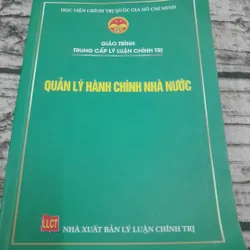 HỌC VIỆN CHÍNH TRỊ QUỐC GIA HỒ CHÍ MINH
GIÁO TRÌNH
TRUNG CẤP LÝ LUẬN CHÍNH TRỊ
QUẢN LÝ HÀNH CHÍNH NHÀ NƯỚC
LLCT
NHÀ XUẤT BẢN LÝ LUẬN CHÍNH TRỊ